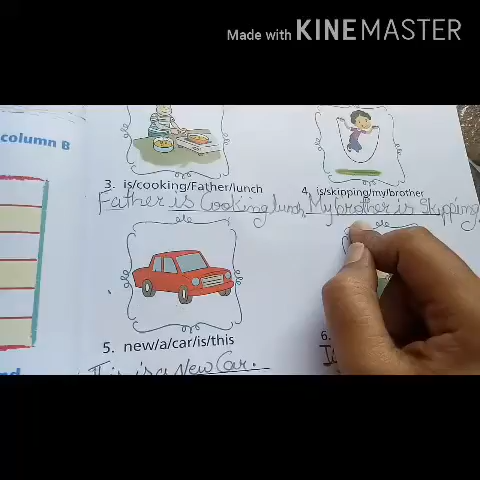 Made with KINEMASTER
column B
3. is/cooking/Father/lunch
4. is/skipping/my/brother
Father is Cooking lunch
My brother is Skipping
5. new/a/car/is/this
6.
This is a New Car.